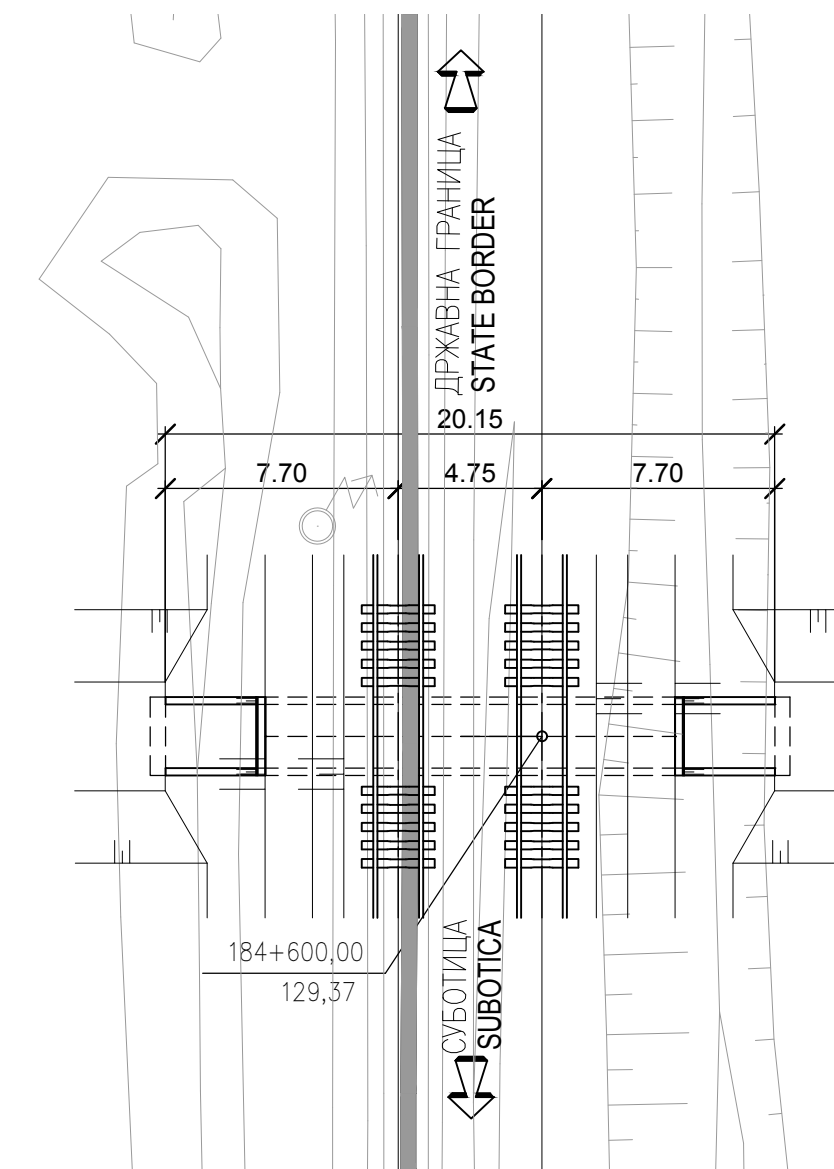 ДРЖАВНА ГРАНИЦА
STATE BORDER
20.15
7.70
4.75
7.70
184+600,00
129,37
СУБОТИЦА
SUBOTICA